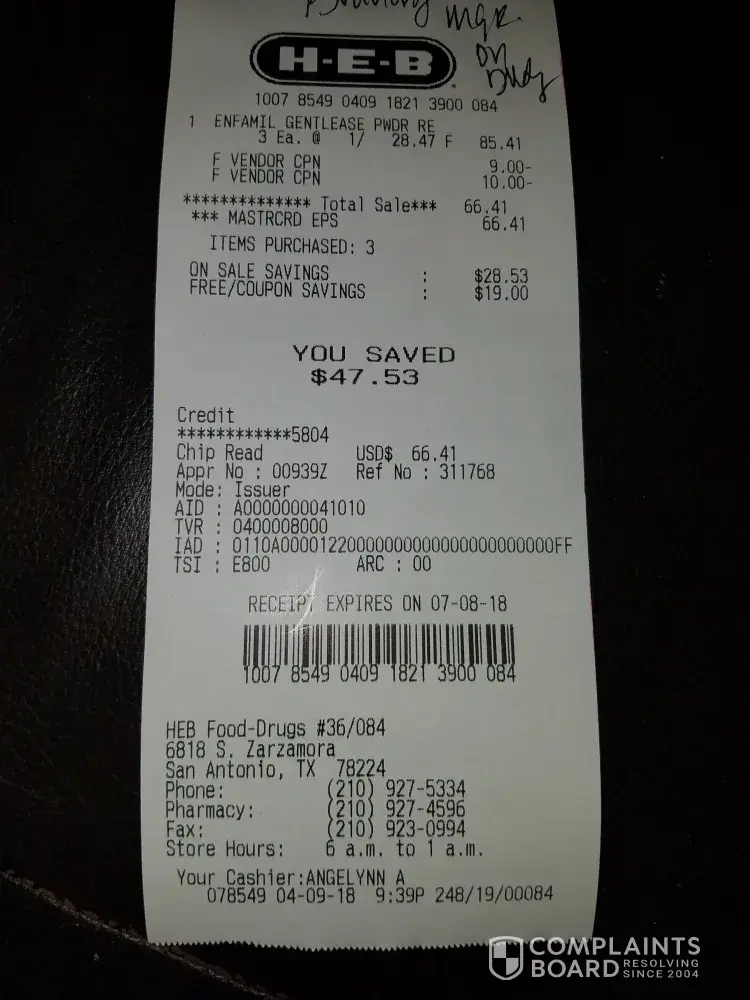 mgr.
on
Duty
H-E-B
1007 8549 0409 1821 3900 084
1 ENFAMIL GENTLEASE PWDR RE
3 Ea. @ 1/ 28.47 F 85.41
F VENDOR CPN 9.00-
F VENDOR CPN 10.00-
************** Total Sale*** 66.41
*** MASTRCRD EPS 66.41
ITEMS PURCHASED: 3
ON SALE SAVINGS : $28.53
FREE/COUPON SAVINGS : $19.00
YOU SAVED
$47.53
Credit
************5804
Chip Read USD$ 66.41
Appr No : 00939Z Ref No : 311768
Mode: Issuer
AID : A0000000041010
TVR : 0400008000
IAD : 0110A00001220000000000000000000000FF
TSI : E800 ARC : 00
RECEIPT EXPIRES ON 07-08-18
1007 8549 0409 1821 3900 084
HEB Food-Drugs #36/084
6818 S. Zarzamora
San Antonio, TX 78224
Phone: (210) 927-5334
Pharmacy: (210) 927-4596
Fax: (210) 923-0994
Store Hours: 6 a.m. to 1 a.m.
Your Cashier:ANGELYNN A
078549 04-09-18 9:39P 248/19/00084
COMPLAINTS
BOARD RESOLVING SINCE 2004